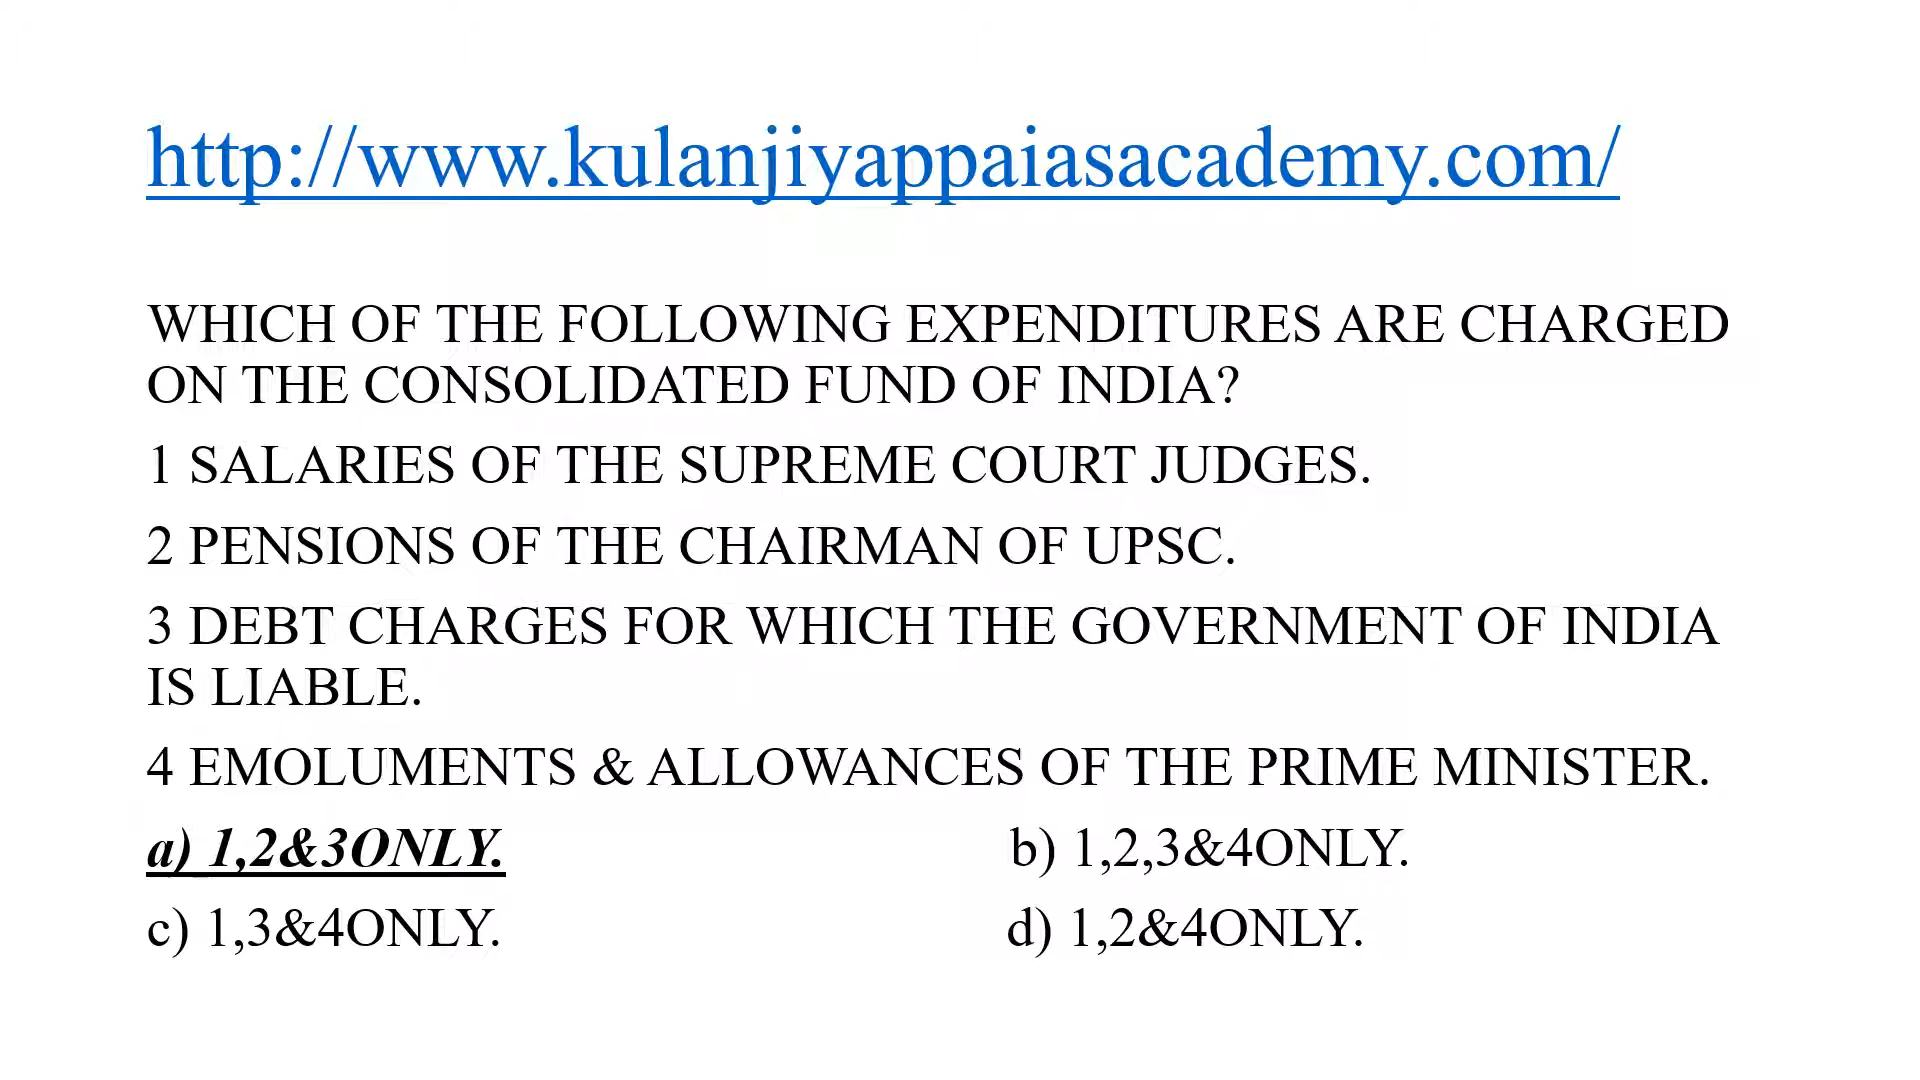 http://www.kulanjiyappaiasacademy.com/
WHICH OF THE FOLLOWING EXPENDITURES ARE CHARGED
ON THE CONSOLIDATED FUND OF INDIA?
1 SALARIES OF THE SUPREME COURT JUDGES.
2 PENSIONS OF THE CHAIRMAN OF UPSC.
3 DEBT CHARGES FOR WHICH THE GOVERNMENT OF INDIA
IS LIABLE.
4 EMOLUMENTS & ALLOWANCES OF THE PRIME MINISTER.
a) 1,2&3ONLY. b) 1,2,3&4ONLY.
c) 1,3&4ONLY. d) 1,2&4ONLY.